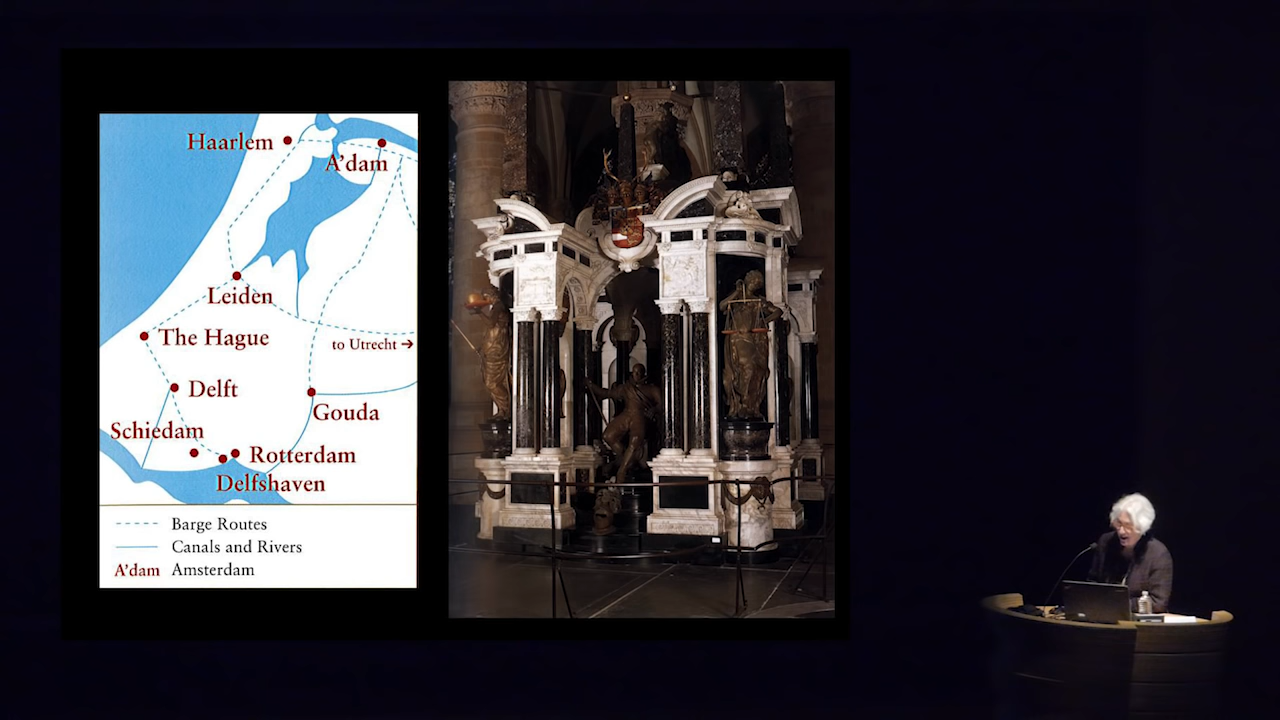 Haarlem
A'dam
Leiden
The Hague
to Utrecht →
Delft
Gouda
Schiedam
Rotterdam
Delfshaven
Barge Routes
Canals and Rivers
A'dam Amsterdam